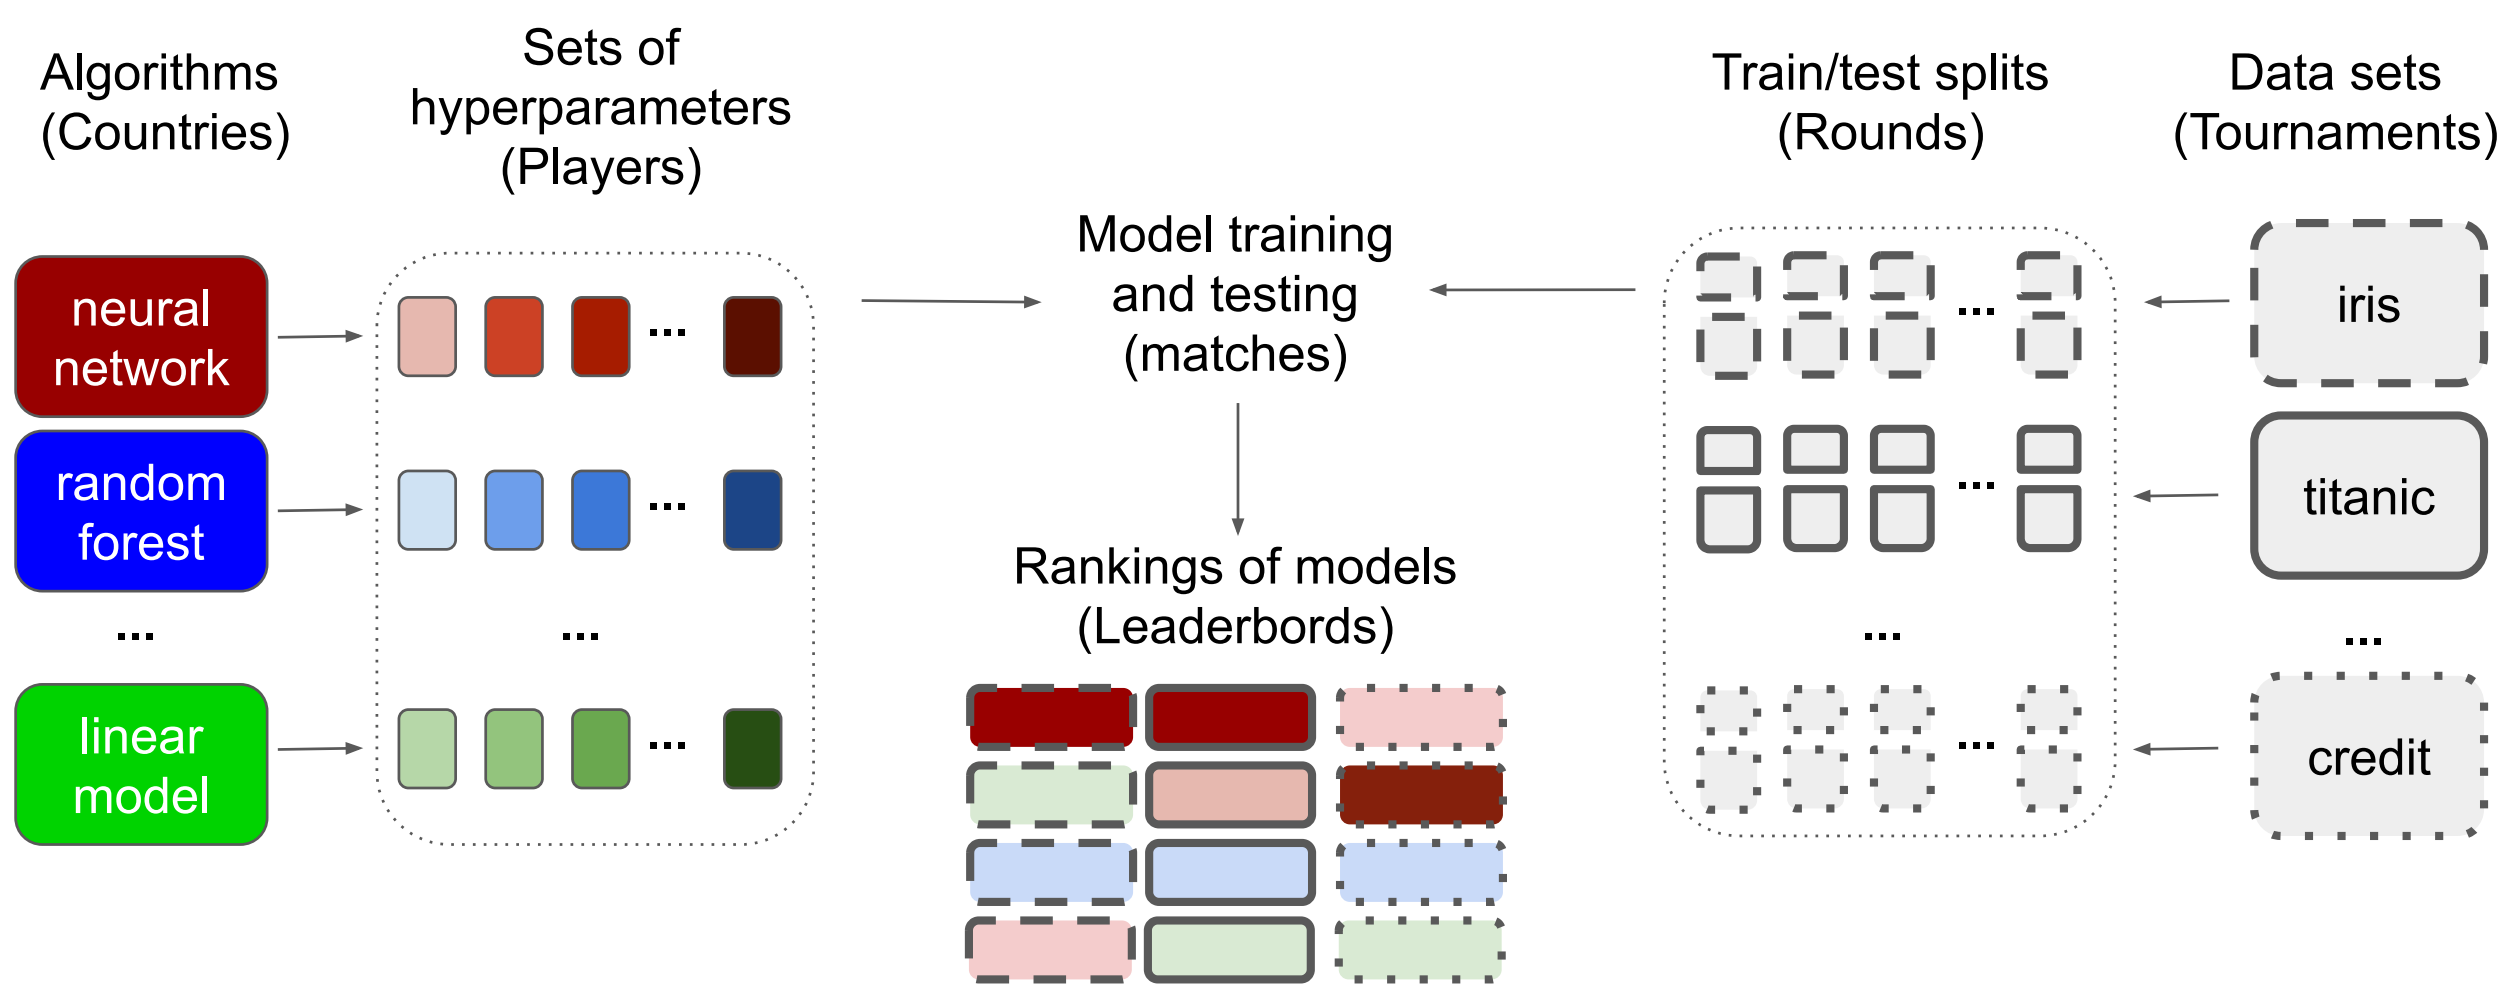 Algorithms
(Countries)
Sets of
hyperparameters
(Players)
Train/test splits
(Rounds)
Data sets
(Tournaments)
Model training
and testing
(matches)
neural
network
random
forest
...
linear
model
...
...
...
...
iris
titanic
...
credit
...
...
...
...
Rankings of models
(Leaderbords)